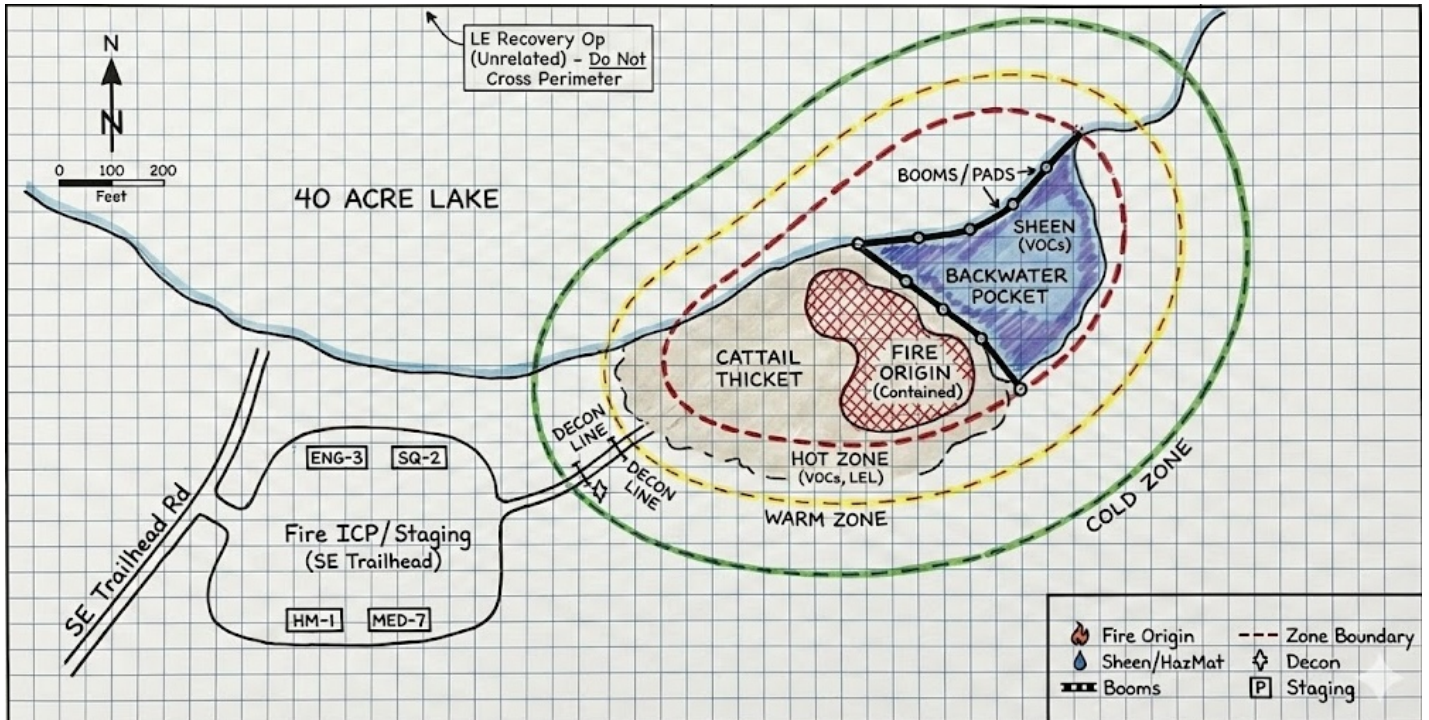 LE Recovery Op
(Unrelated) - Do Not
Cross Perimeter
N
N
0 100 200
Feet
40 ACRE LAKE
BOOMS/PADS
SHEEN
(VOCs)
BACKWATER
POCKET
CATTAIL
THICKET
FIRE
ORIGIN
(Contained)
DECON
LINE
DECON
LINE
HOT ZONE
(VOCs, LEL)
WARM ZONE
COLD ZONE
ENG-3
SQ-2
Fire ICP/Staging
(SE Trailhead)
HM-1
MED-7
SE Trailhead Rd
Fire Origin
Sheen/HazMat
Booms
Zone Boundary
Decon
P Staging